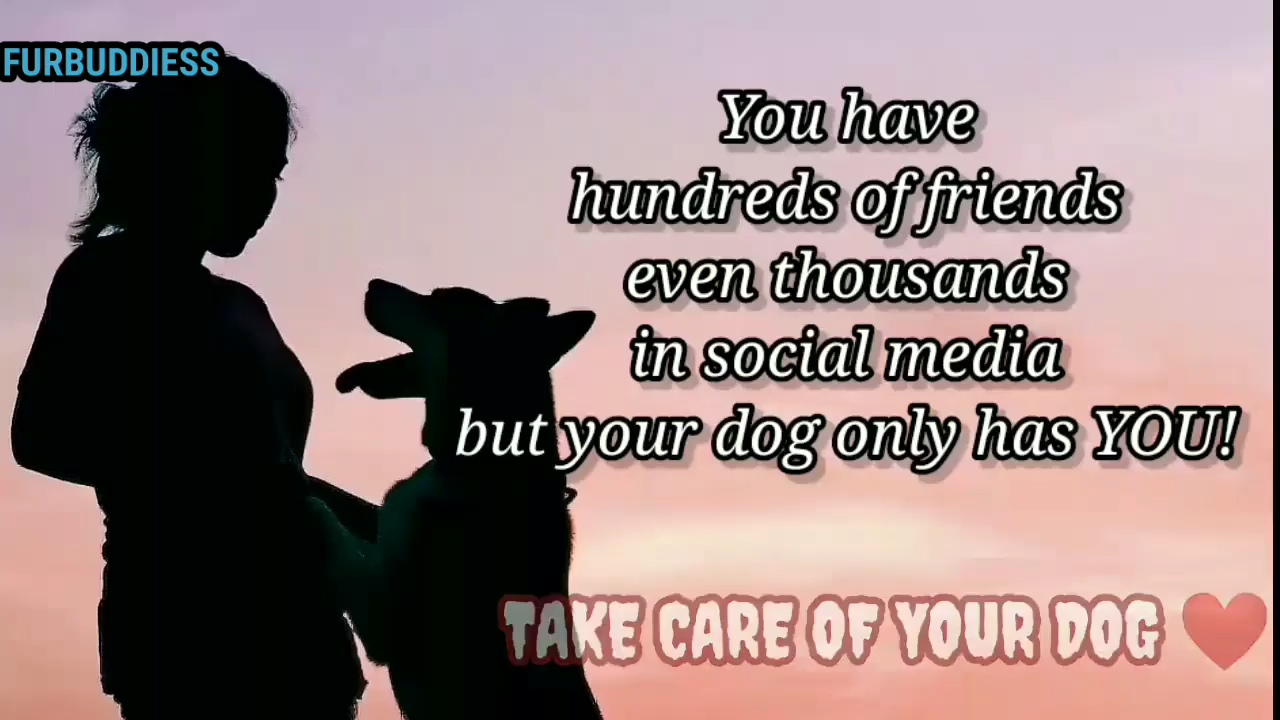 FURBUDDIESS
You have
hundreds of friends
even thousands
in social media
but your dog only has YOU!
TAKE CARE OF YOUR DOG ❤